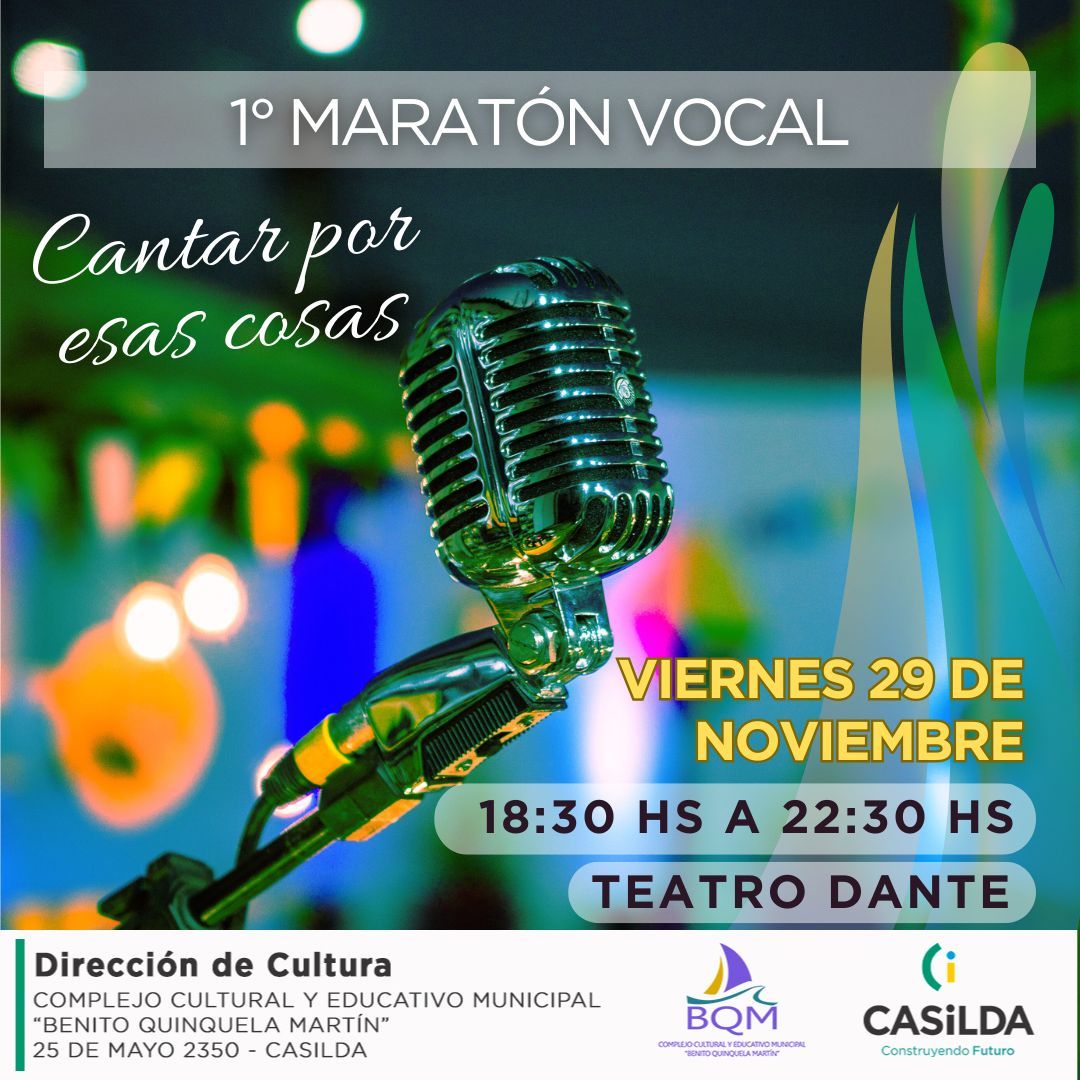 1° MARATÓN VOCAL
Cantar por
esas cosas
VIERNES 29 DE
NOVIEMBRE
18:30 HS A 22:30 HS
TEATRO DANTE
Dirección de Cultura
COMPLEJO CULTURAL Y EDUCATIVO MUNICIPAL
“BENITO QUINQUELA MARTÍN”
25 DE MAYO 2350 - CASILDA
BQM
COMPLEJO CULTURAL Y EDUCATIVO MUNICIPAL
"BENITO QUINQUELA MARTÍN"
Ci
CASiLDA
Construyendo Futuro